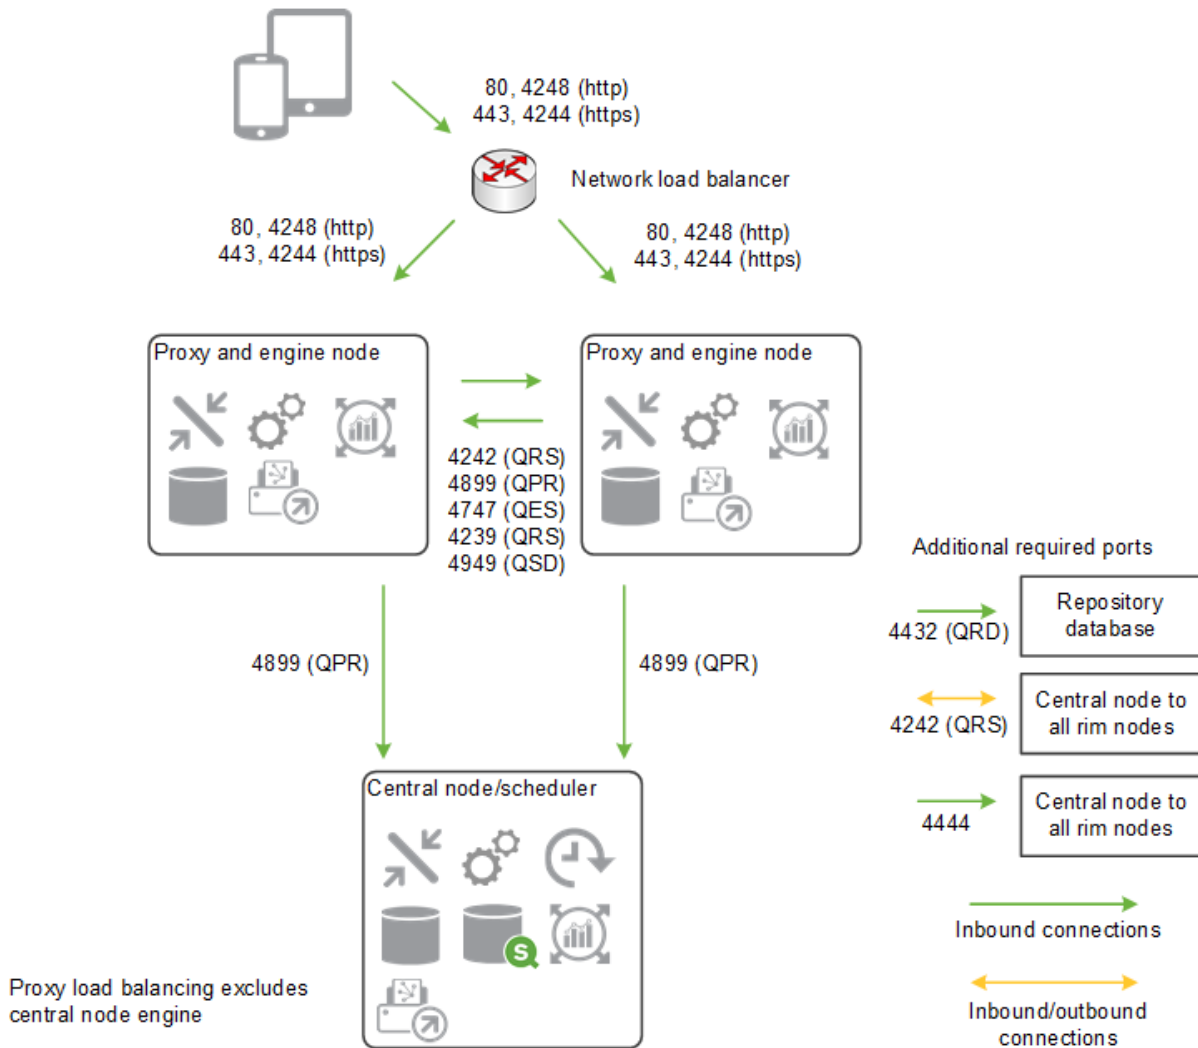 80, 4248 (http)
443, 4244 (https)
Network load balancer
80, 4248 (http)
443, 4244 (https)
80, 4248 (http)
443, 4244 (https)
Proxy and engine node
Proxy and engine node
4242 (QRS)
4899 (QPR)
4747 (QES)
4239 (QRS)
4949 (QSD)
4899 (QPR)
4899 (QPR)
Central node/scheduler
S
Proxy load balancing excludes
central node engine
Additional required ports
4432 (QRD)
Repository
database
4242 (QRS)
Central node to
all rim nodes
4444
Central node to
all rim nodes
Inbound connections
Inbound/outbound
connections